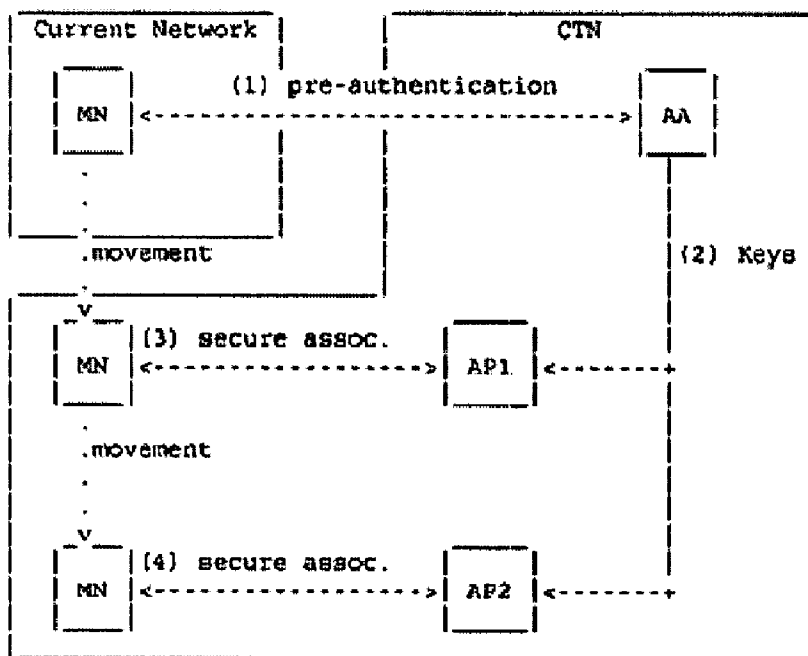 Current Network CTN
(1) pre-authentication
MN AA
.movement
(2) Keys
(3) secure assoc.
MN AP1
.movement
(4) secure assoc.
MN AP2